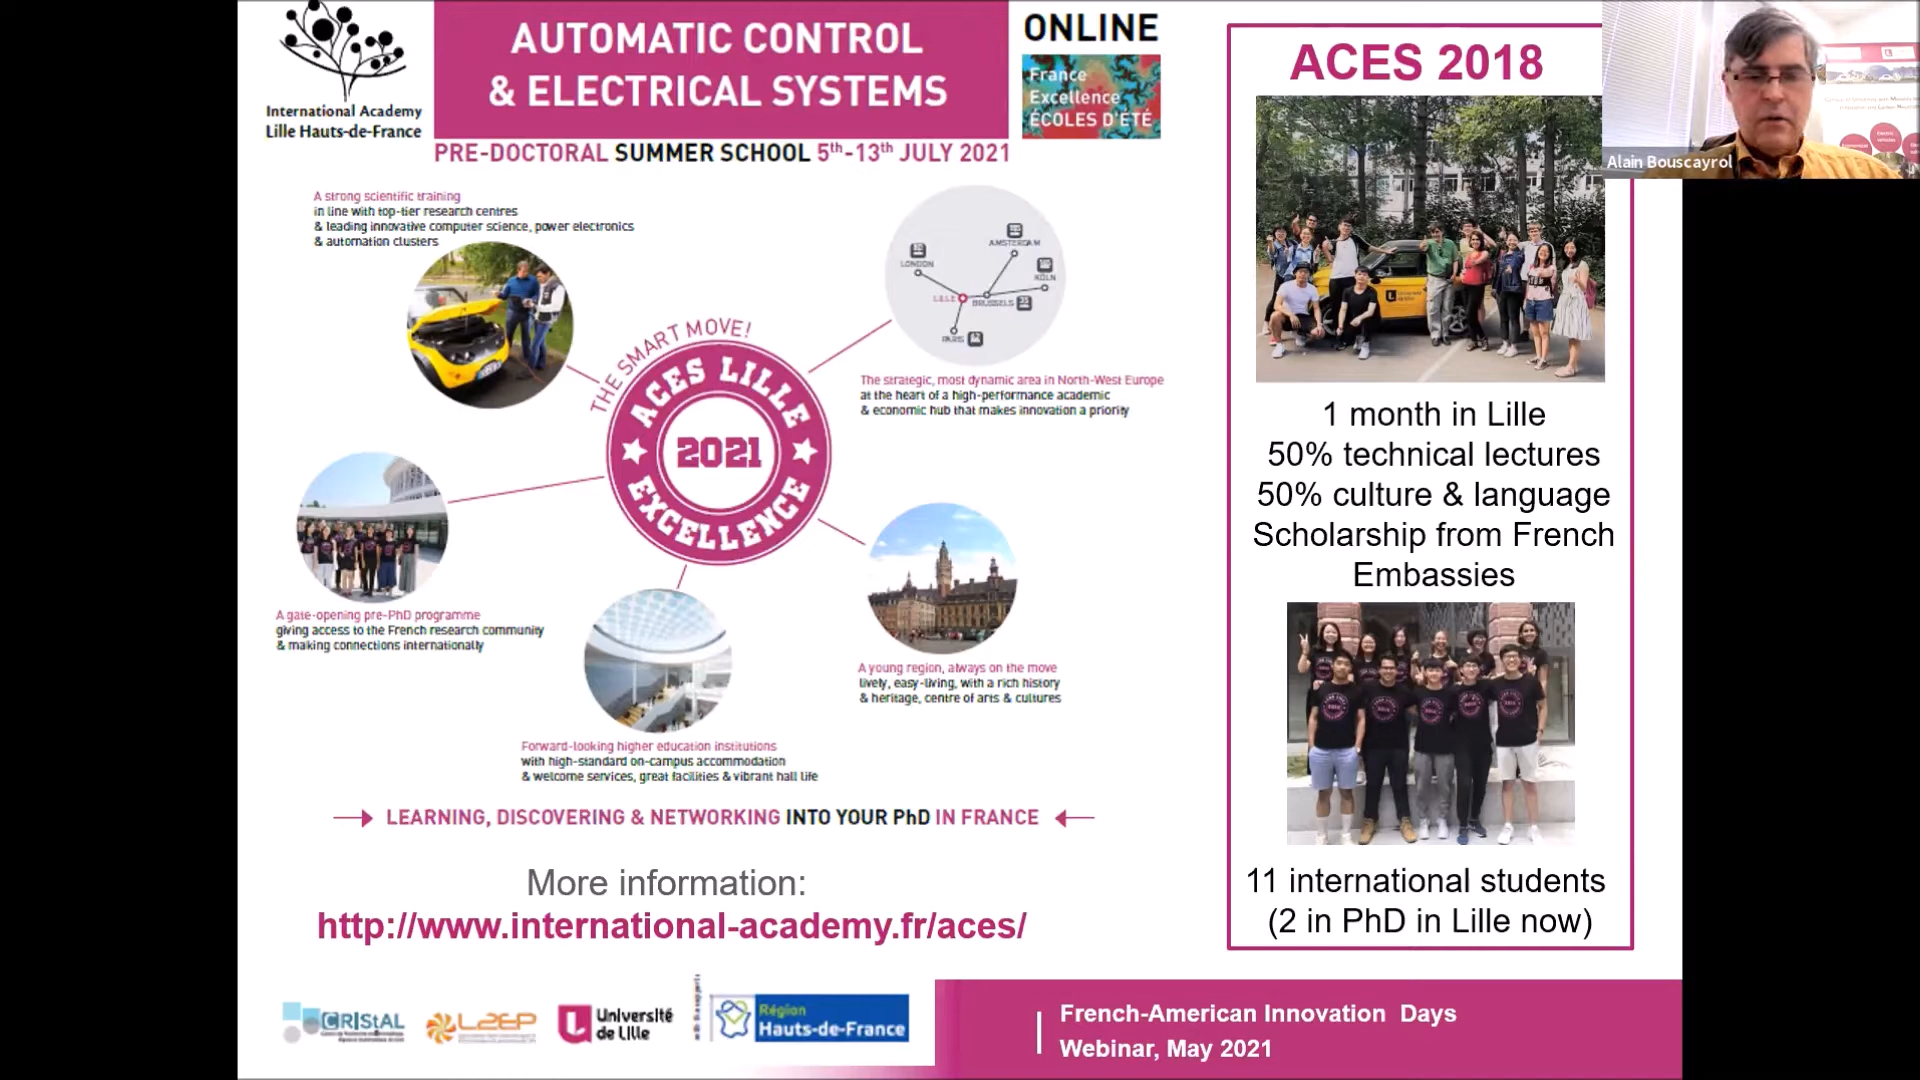 International Academy
Lille Hauts-de-France
AUTOMATIC CONTROL
& ELECTRICAL SYSTEMS
ONLINE
France
Excellence
ÉCOLES D'ÉTÉ
PRE-DOCTORAL SUMMER SCHOOL 5th-13th JULY 2021
A strong scientific training
in line with top-tier research centres
& leading innovative computer science, power electronics
& automation clusters
LONDON
AMSTERDAM
KÖLN
LILLE
BRUSSELS
PARIS
The strategic, most dynamic area in North-West Europe
at the heart of a high-performance academic
& economic hub that makes innovation a priority
THE SMART MOVE!
ACES LILLE
2021
EXCELLENCE
A gate-opening pre-PhD programme
giving access to the French research community
& making connections internationally
A young region, always on the move
lively, easy-living, with a rich history
& heritage, centre of arts & cultures
Forward-looking higher education institutions
with high-standard on-campus accommodation
& welcome services, great facilities & vibrant hall life
LEARNING, DISCOVERING & NETWORKING INTO YOUR PhD IN FRANCE
More information:
http://www.international-academy.fr/aces/
ACES 2018
1 month in Lille
50% technical lectures
50% culture & language
Scholarship from French
Embassies
11 international students
(2 in PhD in Lille now)
Alain Bouscayrol
CRIStAL
L2EP
Université
de Lille
Région
Hauts-de-France
French-American Innovation Days
Webinar, May 2021